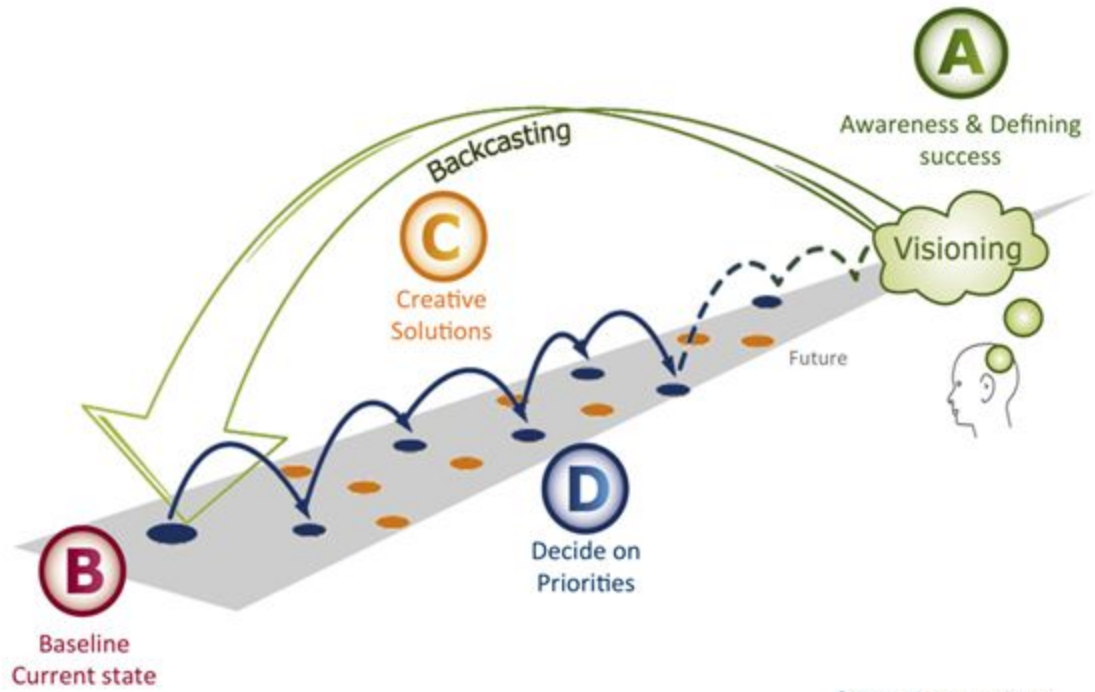 A
Awareness & Defining
success
Backcasting
Visioning
C
Creative
Solutions
Future
D
Decide on
Priorities
B
Baseline
Current state